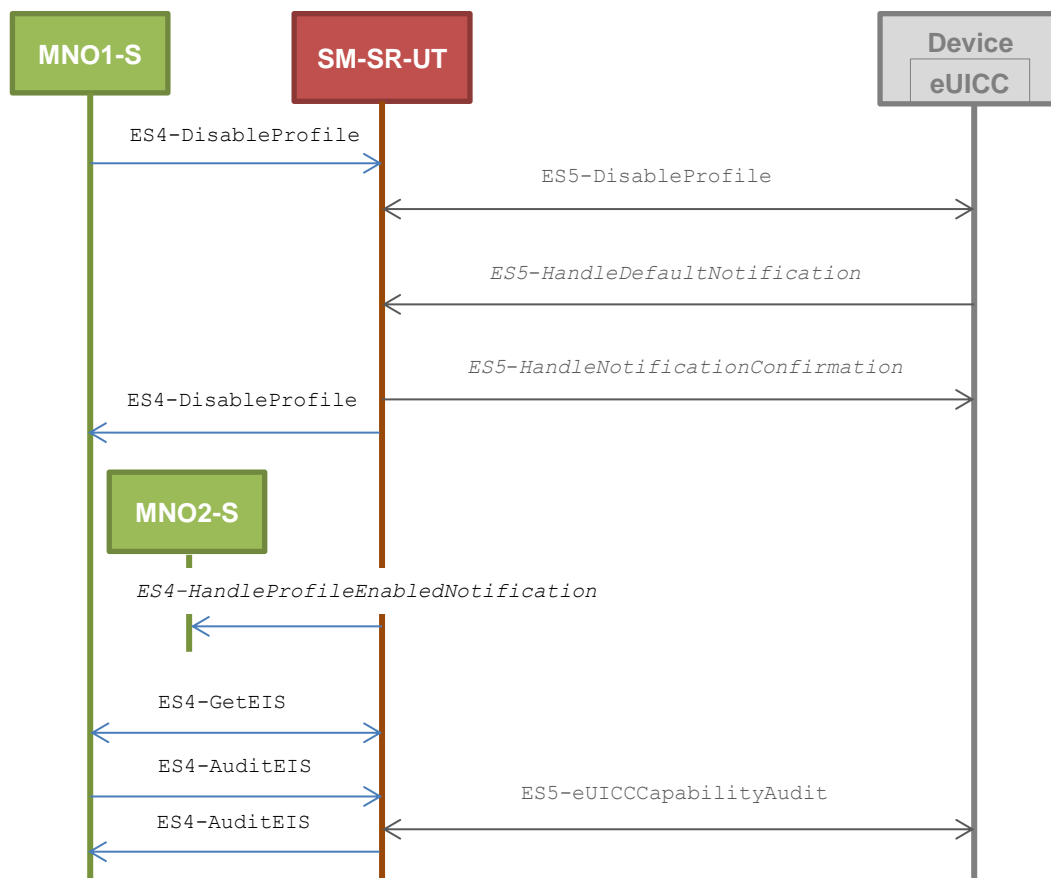 MNO1-S
SM-SR-UT
Device
eUICC
ES4-DisableProfile
ES5-DisableProfile
ES5-HandleDefaultNotification
ES5-HandleNotificationConfirmation
ES4-DisableProfile
MNO2-S
ES4-HandleProfileEnabledNotification
ES4-GetEIS
ES4-AuditEIS
ES5-eUICCCapabilityAudit
ES4-AuditEIS